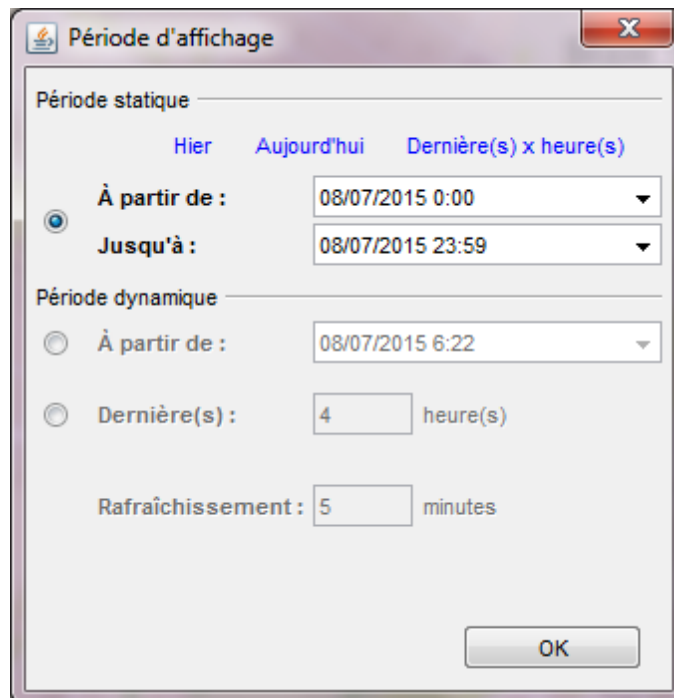 Période d'affichage
Période statique
Hier Aujourd'hui Dernière(s) x heure(s)
À partir de : 08/07/2015 0:00
Jusqu'à : 08/07/2015 23:59
Période dynamique
À partir de : 08/07/2015 6:22
Dernière(s) : 4 heure(s)
Rafraîchissement : 5 minutes
OK